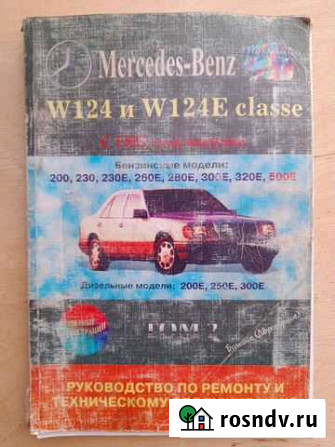 Mercedes-Benz
W124 и W124E classe
Бензинские модели:
200, 230, 230E, 260E, 280E, 300E, 320E, 500E
Дизельные модели: 200E, 250E, 300E
ТОМ 2
РУКОВОДСТВО ПО РЕМОНТУ И
ТЕХНИЧЕСКОМУ
rosndv.ru